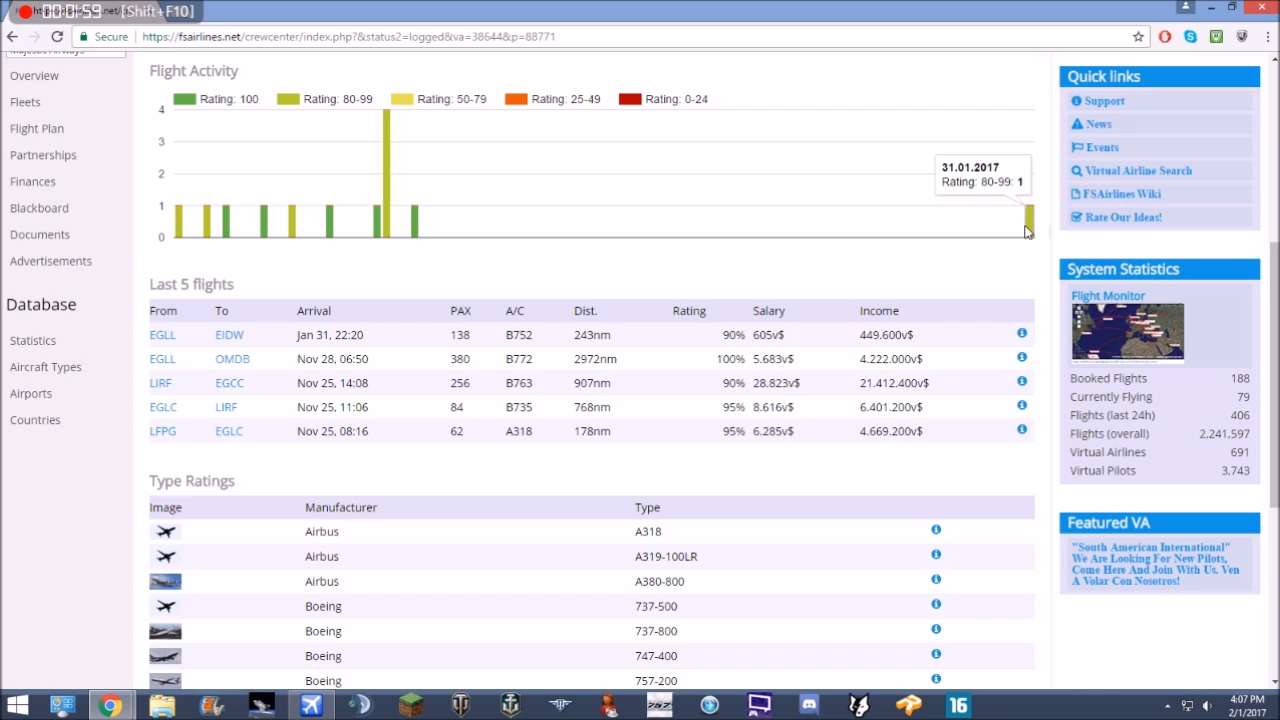 00:01:59 [Shift+F10]
Secure https://fsairlines.net/crewcenter/index.php?&status2=logged&va=38644&p=88771
Overview
Fleets
Flight Plan
Partnerships
Finances
Blackboard
Documents
Advertisements
Database
Statistics
Aircraft Types
Airports
Countries
Flight Activity
Rating: 100 Rating: 80-99 Rating: 50-79 Rating: 25-49 Rating: 0-24
4
3
2
1
0
31.01.2017
Rating: 80-99: 1
Last 5 flights
From To Arrival PAX A/C Dist. Rating Salary Income
EGLL EIDW Jan 31, 22:20 138 B752 243nm 90% 605v$ 449.600v$
EGLL OMDB Nov 28, 06:50 380 B772 2972nm 100% 5.683v$ 4.222.000v$
LIRF EGCC Nov 25, 14:08 256 B763 907nm 90% 28.823v$ 21.412.400v$
EGLC LIRF Nov 25, 11:06 84 B735 768nm 95% 8.616v$ 6.401.200v$
LFPG EGLC Nov 25, 08:16 62 A318 178nm 95% 6.285v$ 4.669.200v$
Type Ratings
Image Manufacturer Type
Airbus A318
Airbus A319-100LR
Airbus A380-800
Boeing 737-500
Boeing 737-800
Boeing 747-400
Boeing 757-200
Quick links
Support
News
Events
Virtual Airline Search
FSAirlines Wiki
Rate Our Ideas!
System Statistics
Flight Monitor
Booked Flights 188
Currently Flying 79
Flights (last 24h) 406
Flights (overall) 2,241,597
Virtual Airlines 691
Virtual Pilots 3,743
Featured VA
"South American International"
We Are Looking For New Pilots,
Come Here And Join With Us. Ven
A Volar Con Nosotros!
16
4:07 PM
2/1/2017